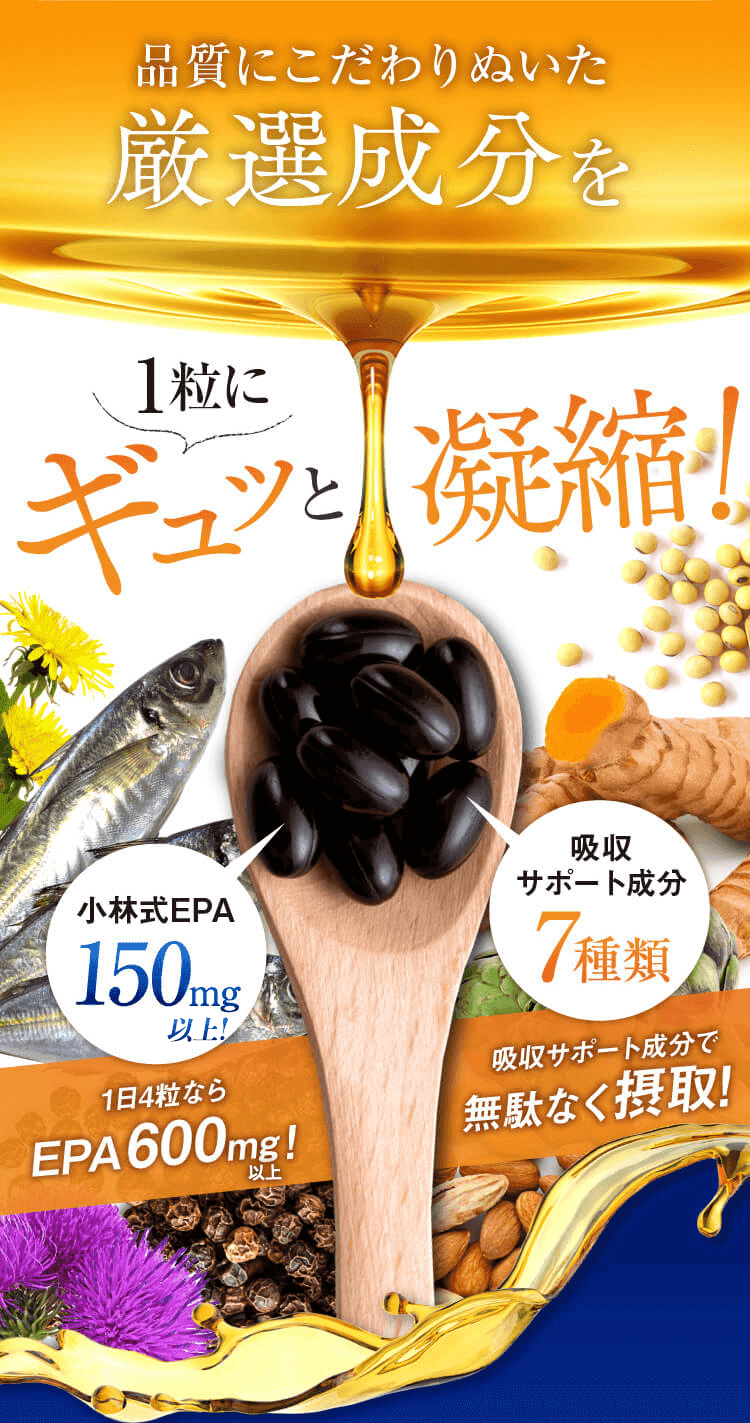 品質にこだわりぬいた
厳選成分を
1粒に
ギュッと凝縮!
小林式EPA
150mg
以上!
吸収
サポート成分
7種類
1日4粒なら
EPA600mg!
以上
吸収サポート成分で
無駄なく摂取!